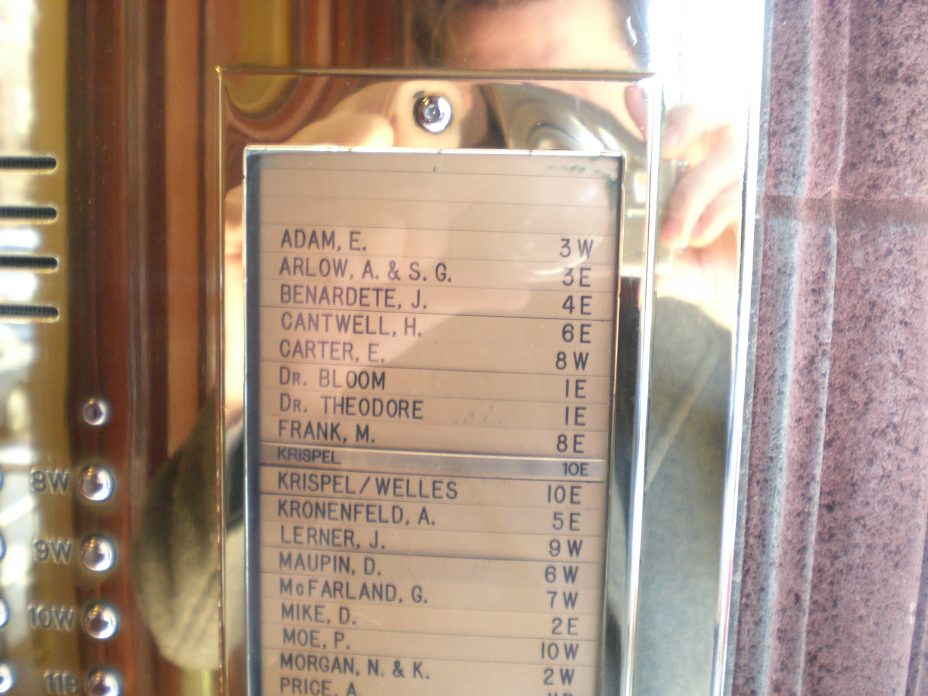 ADAM, E. 3W
ARLOW, A. & S. G. 3E
BENARDETE, J. 4E
CANTWELL, H. 6E
CARTER, E. 8W
DR. BLOOM 1E
DR. THEODORE 1E
FRANK, M. 8E
KRISPEL 10E
KRISPEL/WELLES 10E
KRONENFELD, A. 5E
LERNER, J. 9W
MAUPIN, D. 6W
McFARLAND, G. 7W
MIKE, D. 2E
MOE, P. 10W
MORGAN, N. & K. 2W
PRICE, A.
8W
9W
10W
11B